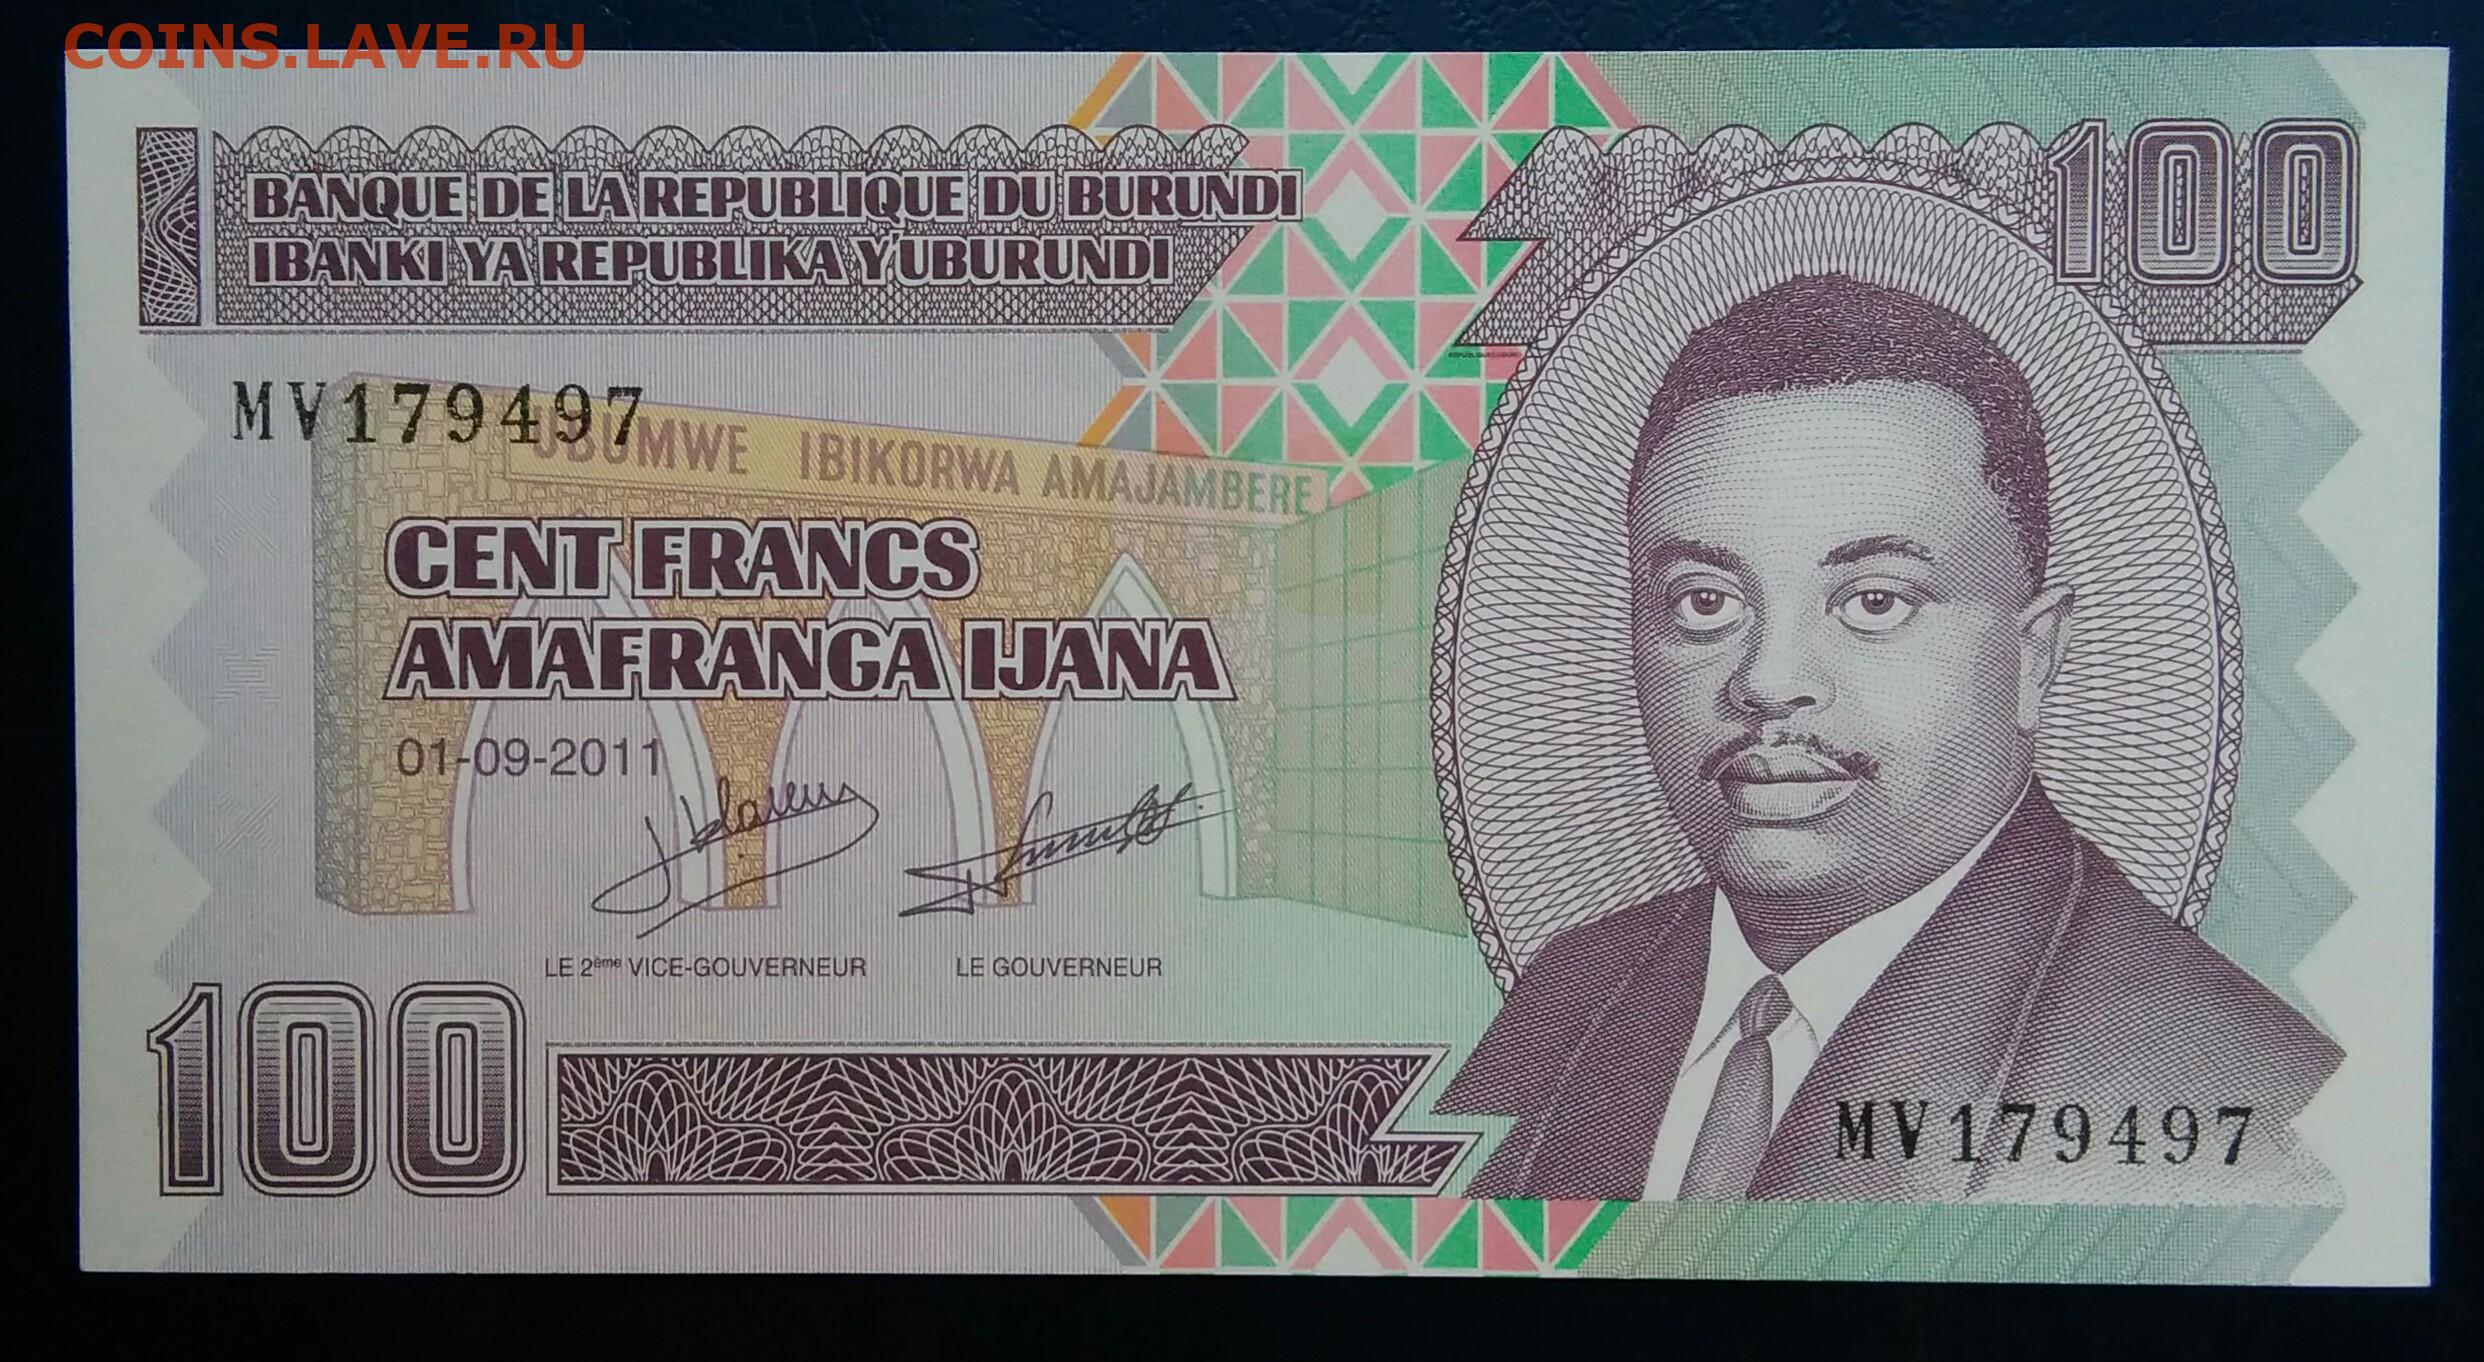 COINS.LAVE.RU
BANQUE DE LA REPUBLIQUE DU BURUNDI
IBANKI YA REPUBLIKA Y'UBURUNDI
100
MV179497
UBUMWE IBIKORWA AMAJAMBERE
CENT FRANCS
AMAFRANGA IJANA
01-09-2011
LE 2ème VICE-GOUVERNEUR LE GOUVERNEUR
100
MV179497